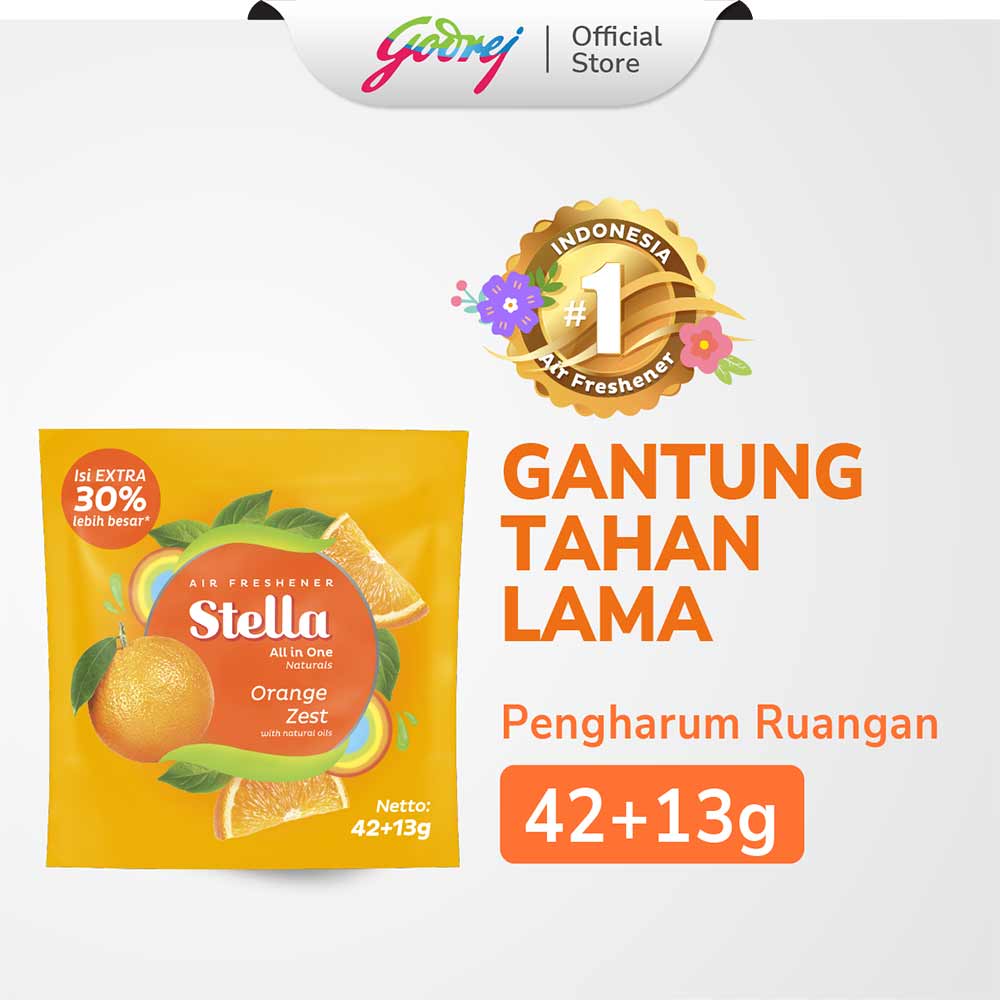 Godrej
Official
Store
INDONESIA
#1
Air Freshener
Isi EXTRA
30%
lebih besar*
AIR FRESHENER
Stella
All in One
Naturals
Orange
Zest
with natural oils
Netto:
42+13g
GANTUNG
TAHAN
LAMA
Pengharum Ruangan
42+13g